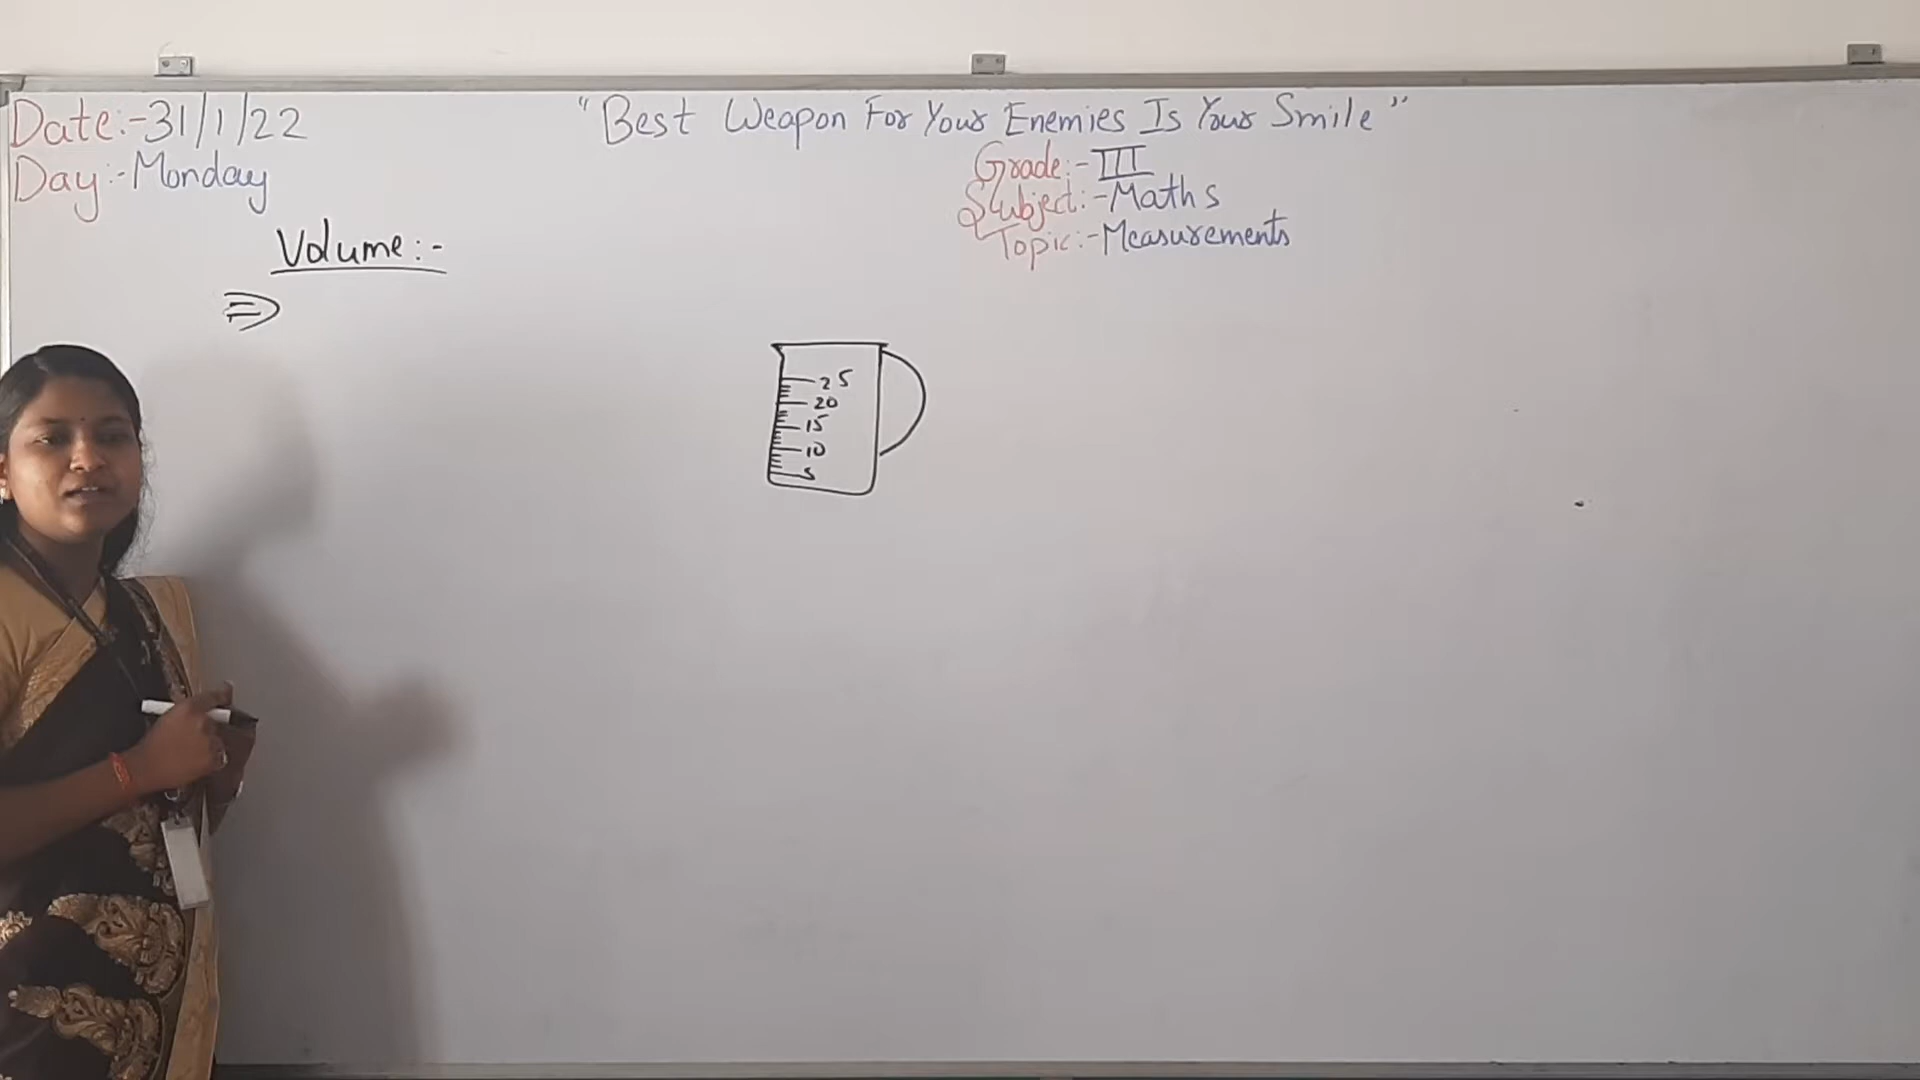 Date:-31/1/22
Day:-Monday
"Best Weapon For Your Enemies Is Your Smile"
Grade:-III
Subject:-Maths
Topic:-Measurements
Volume:-
⇒
25
20
15
10
5